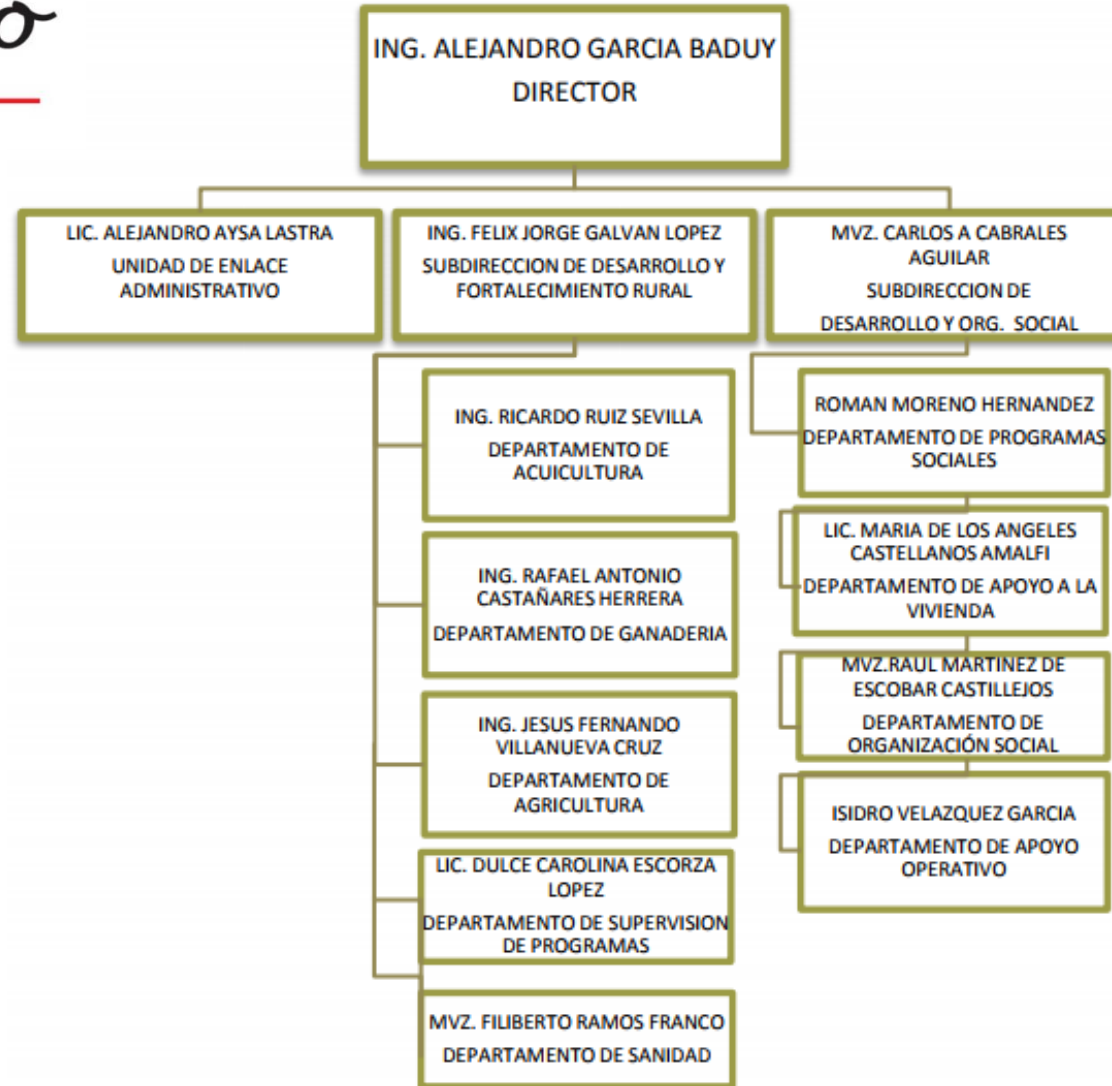 ING. ALEJANDRO GARCIA BADUY
DIRECTOR
LIC. ALEJANDRO AYSA LASTRA
UNIDAD DE ENLACE
ADMINISTRATIVO
ING. FELIX JORGE GALVAN LOPEZ
SUBDIRECCION DE DESARROLLO Y
FORTALECIMIENTO RURAL
MVZ. CARLOS A CABRALES
AGUILAR
SUBDIRECCION DE
DESARROLLO Y ORG. SOCIAL
ING. RICARDO RUIZ SEVILLA
DEPARTAMENTO DE
ACUICULTURA
ING. RAFAEL ANTONIO
CASTAÑARES HERRERA
DEPARTAMENTO DE GANADERIA
ING. JESUS FERNANDO
VILLANUEVA CRUZ
DEPARTAMENTO DE
AGRICULTURA
LIC. DULCE CAROLINA ESCORZA
LOPEZ
DEPARTAMENTO DE SUPERVISION
DE PROGRAMAS
MVZ. FILIBERTO RAMOS FRANCO
DEPARTAMENTO DE SANIDAD
ROMAN MORENO HERNANDEZ
DEPARTAMENTO DE PROGRAMAS
SOCIALES
LIC. MARIA DE LOS ANGELES
CASTELLANOS AMALFI
DEPARTAMENTO DE APOYO A LA
VIVIENDA
MVZ.RAUL MARTINEZ DE
ESCOBAR CASTILLEJOS
DEPARTAMENTO DE
ORGANIZACIÓN SOCIAL
ISIDRO VELAZQUEZ GARCIA
DEPARTAMENTO DE APOYO
OPERATIVO